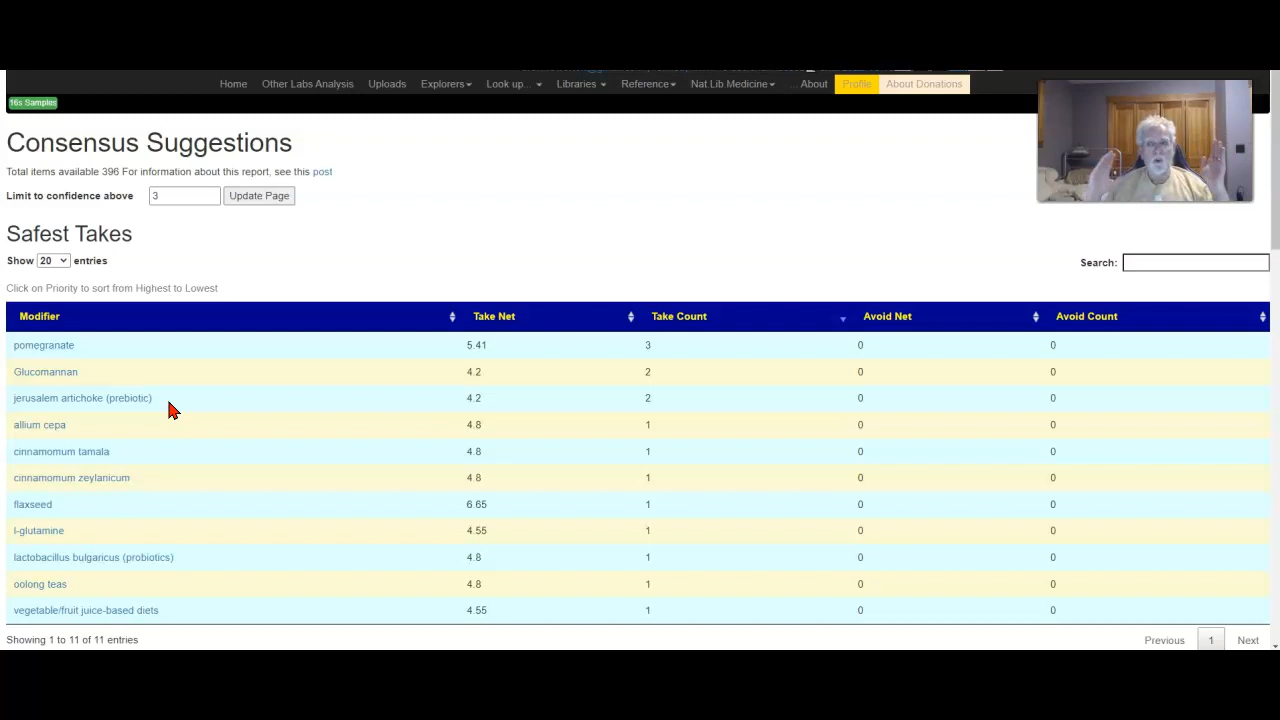 Home Other Labs Analysis Uploads Explorers Look up... Libraries Reference Nat.Lib.Medicine ... About Profile About Donations
16s Samples
Consensus Suggestions
Total items available 396 For information about this report, see this post
Limit to confidence above 3 Update Page
Safest Takes
Show 20 entries Search:
Click on Priority to sort from Highest to Lowest
Modifier Take Net Take Count Avoid Net Avoid Count
pomegranate 5.41 3 0 0
Glucomannan 4.2 2 0 0
jerusalem artichoke (prebiotic) 4.2 2 0 0
allium cepa 4.8 1 0 0
cinnamomum tamala 4.8 1 0 0
cinnamomum zeylanicum 4.8 1 0 0
flaxseed 6.65 1 0 0
l-glutamine 4.55 1 0 0
lactobacillus bulgaricus (probiotics) 4.8 1 0 0
oolong teas 4.8 1 0 0
vegetable/fruit juice-based diets 4.55 1 0 0
Showing 1 to 11 of 11 entries Previous 1 Next